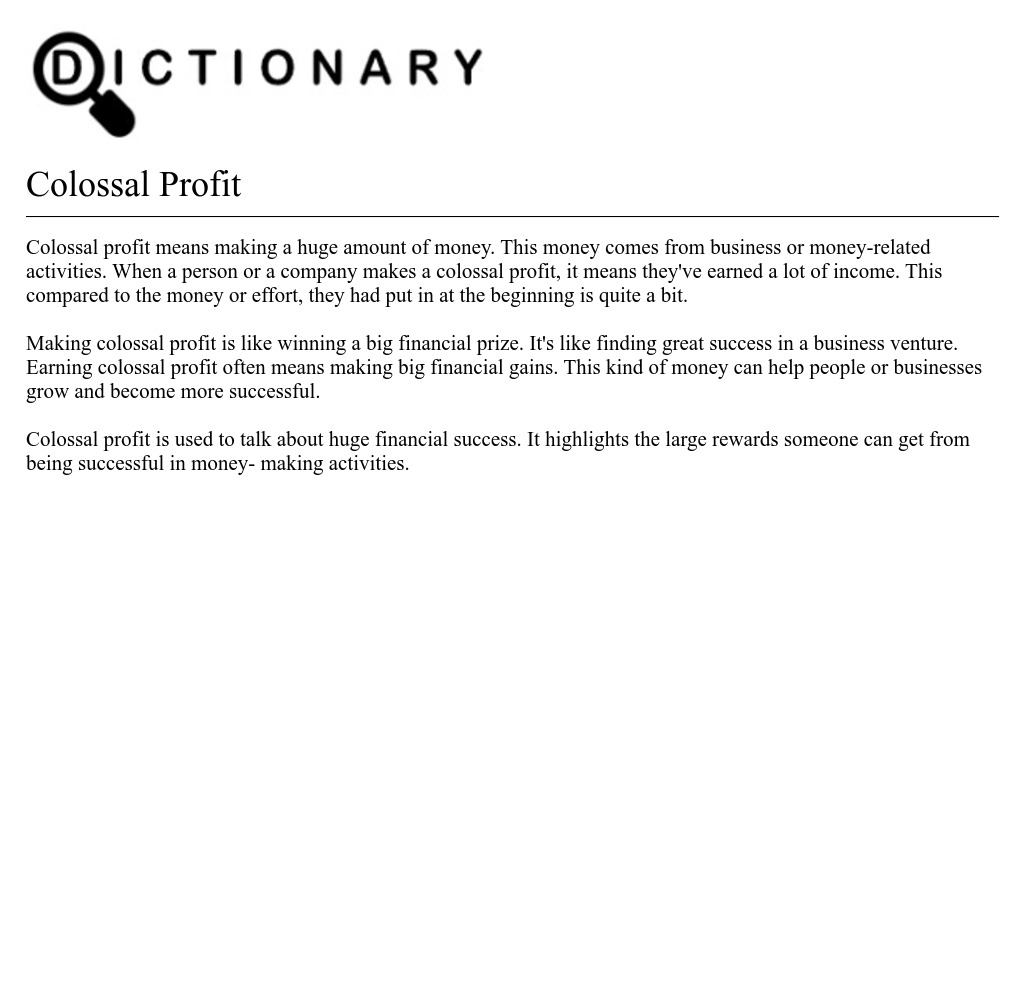 DICTIONARY
Colossal Profit
Colossal profit means making a huge amount of money. This money comes from business or money-related
activities. When a person or a company makes a colossal profit, it means they've earned a lot of income. This
compared to the money or effort, they had put in at the beginning is quite a bit.
Making colossal profit is like winning a big financial prize. It's like finding great success in a business venture.
Earning colossal profit often means making big financial gains. This kind of money can help people or businesses
grow and become more successful.
Colossal profit is used to talk about huge financial success. It highlights the large rewards someone can get from
being successful in money- making activities.